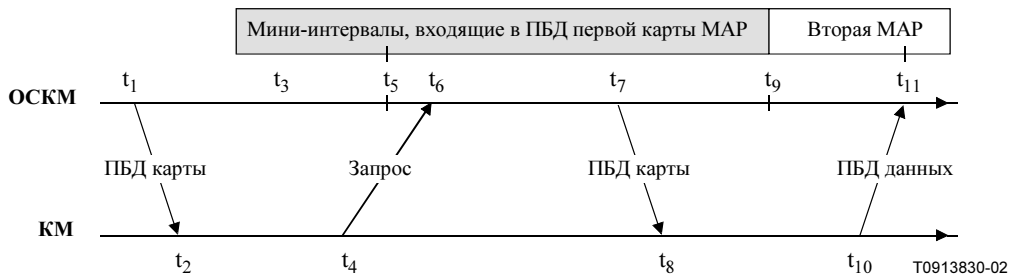 Мини-интервалы, входящие в ПБД первой карты MAP Вторая MAP
t1 t3 t5 t6 t7 t9 t11
ОСКМ
ПБД карты Запрос ПБД карты ПБД данных
КМ
t2 t4 t8 t10
T0913830-02